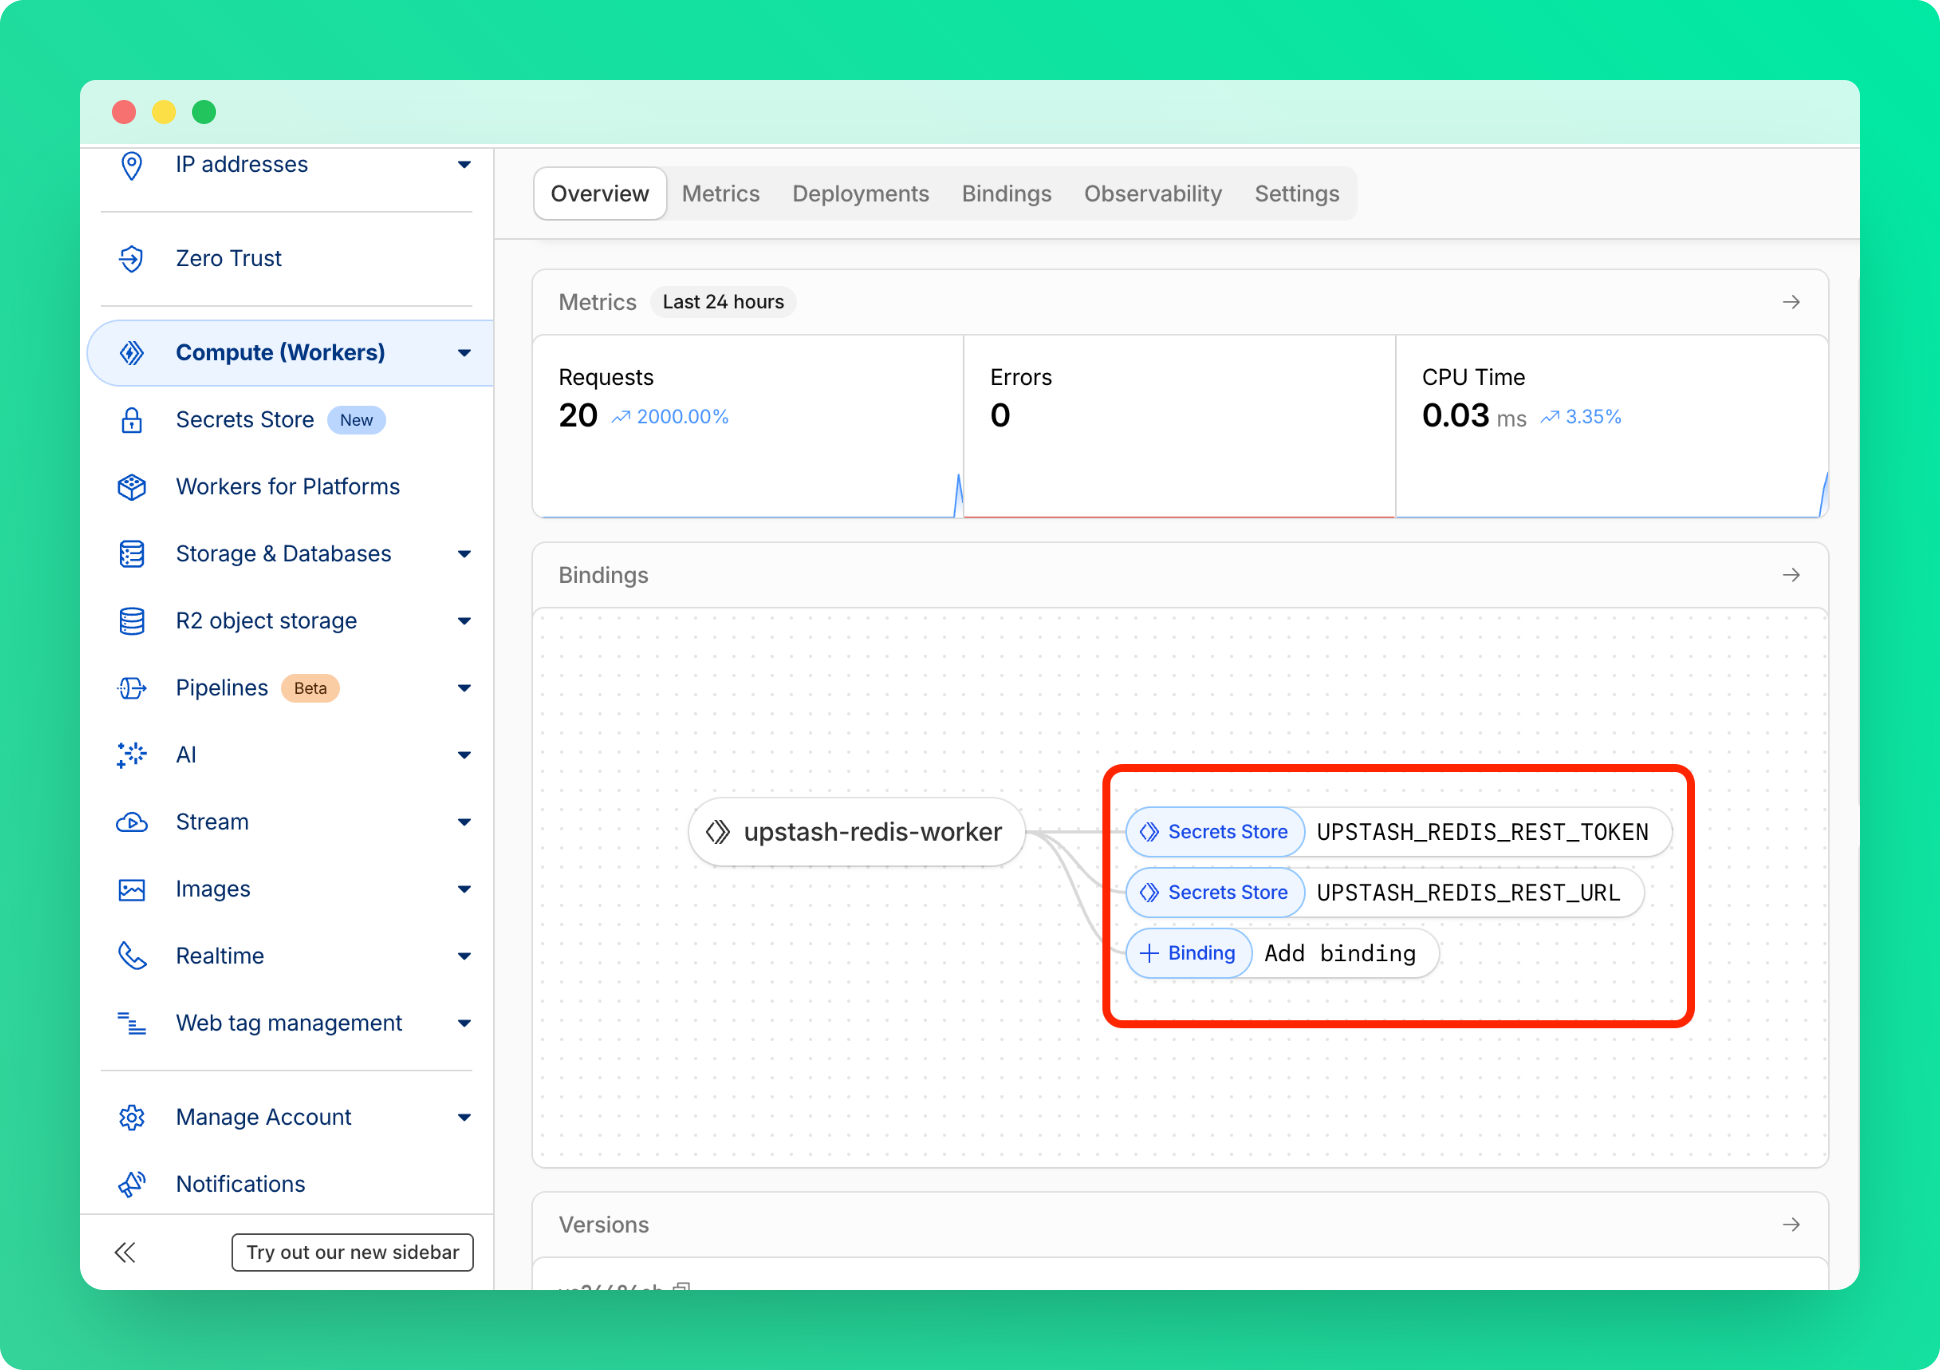 IP addresses
Zero Trust
Compute (Workers)
Secrets Store New
Workers for Platforms
Storage & Databases
R2 object storage
Pipelines Beta
AI
Stream
Images
Realtime
Web tag management
Manage Account
Notifications
Try out our new sidebar
Overview Metrics Deployments Bindings Observability Settings
Metrics Last 24 hours
Requests
20 2000.00%
Errors
0
CPU Time
0.03 ms 3.35%
Bindings
upstash-redis-worker
Secrets Store UPSTASH_REDIS_REST_TOKEN
Secrets Store UPSTASH_REDIS_REST_URL
Binding Add binding
Versions